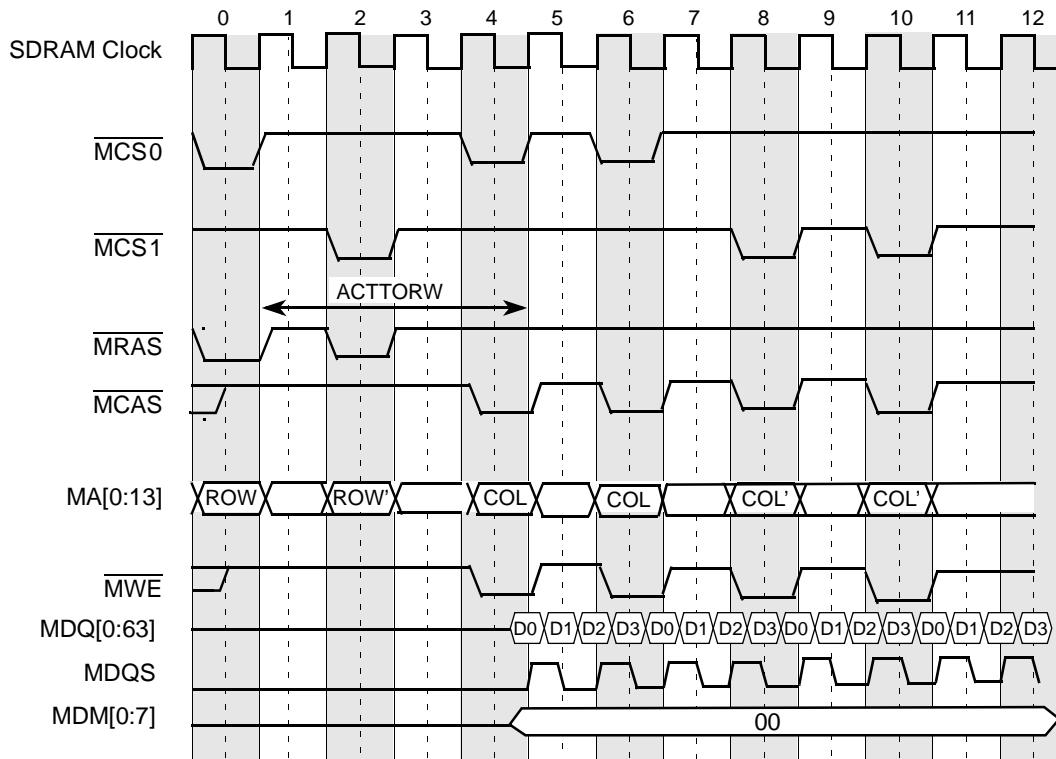 0 1 2 3 4 5 6 7 8 9 10 11 12
SDRAM Clock
MCS0
MCS1
ACTTORW
MRAS
MCAS
MA[0:13] ROW ROW' COL COL COL' COL'
MWE
MDQ[0:63] D0 D1 D2 D3 D0 D1 D2 D3 D0 D1 D2 D3 D0 D1 D2 D3
MDQS
MDM[0:7] 00